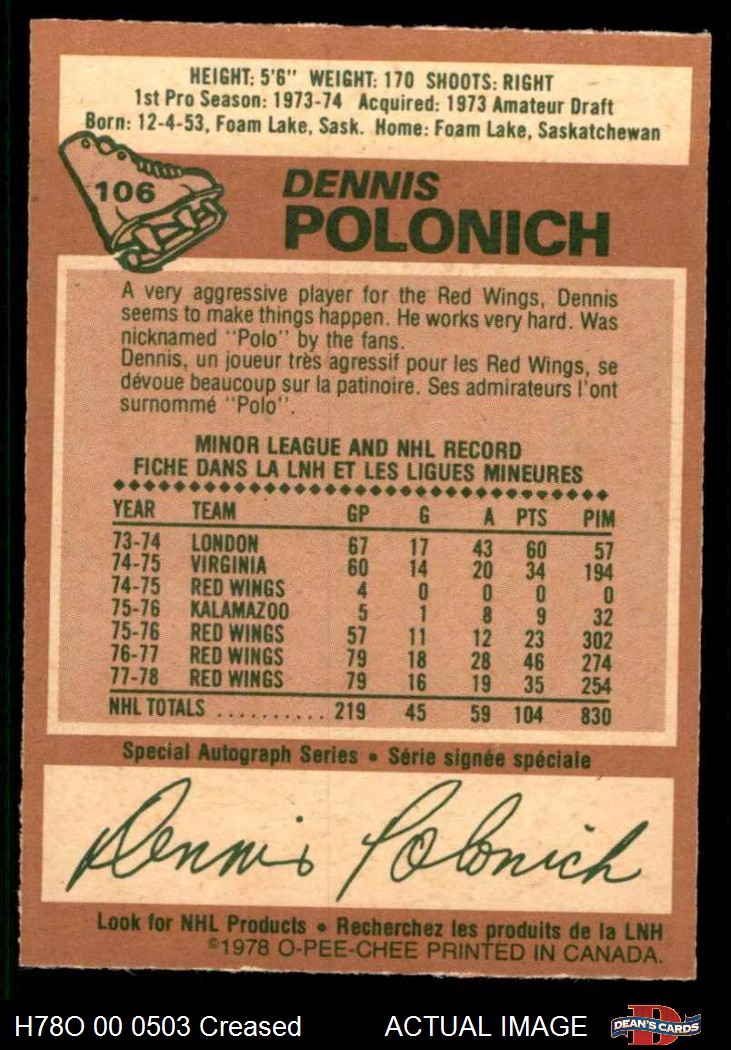 HEIGHT: 5'6" WEIGHT: 170 SHOOTS: RIGHT
1st Pro Season: 1973-74 Acquired: 1973 Amateur Draft
Born: 12-4-53, Foam Lake, Sask. Home: Foam Lake, Saskatchewan
106
DENNIS
POLONICH
A very aggressive player for the Red Wings, Dennis
seems to make things happen. He works very hard. Was
nicknamed "Polo" by the fans.
Dennis, un joueur très agressif pour les Red Wings, se
dévoue beaucoup sur la patinoire. Ses admirateurs l'ont
surnommé "Polo".
MINOR LEAGUE AND NHL RECORD
FICHE DANS LA LNH ET LES LIGUES MINEURES
YEAR TEAM GP G A PTS PIM
73-74 LONDON 67 17 43 60 57
74-75 VIRGINIA 60 14 20 34 194
74-75 RED WINGS 4 0 0 0 0
75-76 KALAMAZOO 5 1 8 9 32
75-76 RED WINGS 57 11 12 23 302
76-77 RED WINGS 79 18 28 46 274
77-78 RED WINGS 79 16 19 35 254
NHL TOTALS .......... 219 45 59 104 830
Special Autograph Series • Série signée spéciale
Dennis Polonich
Look for NHL Products • Recherchez les produits de la LNH
©1978 O-PEE-CHEE PRINTED IN CANADA.
H78O 00 0503 Creased ACTUAL IMAGE DEAN'S CARDS